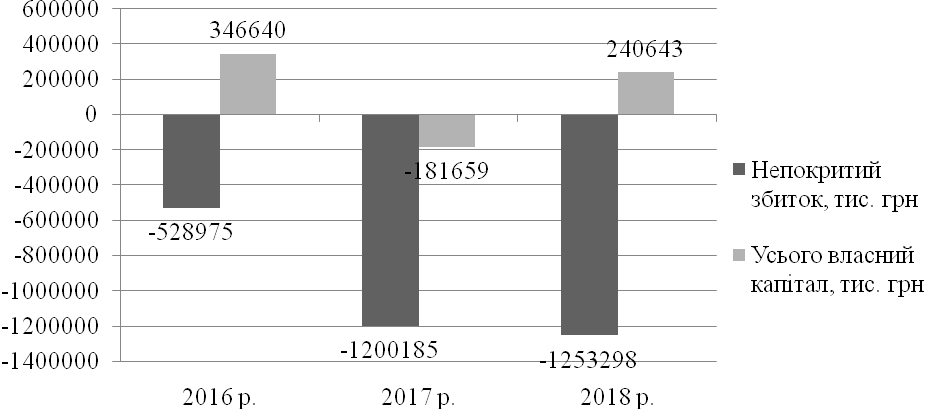 600000
400000
200000
0
-200000
-400000
-600000
-800000
-1000000
-1200000
-1400000
346640
240643
-181659
-528975
-1200185
-1253298
2016 р.
2017 р.
2018 р.
Непокритий
збиток, тис. грн
Усього власний
капітал, тис. грн